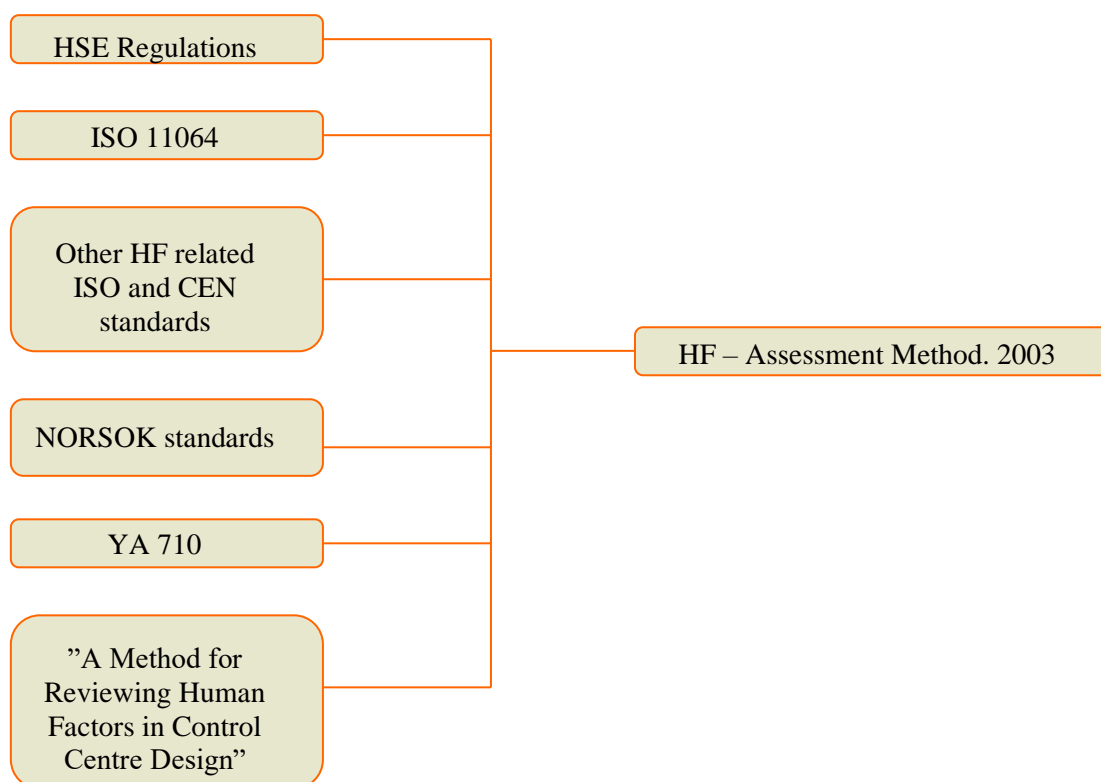 HSE Regulations
ISO 11064
Other HF related
ISO and CEN
standards
HF – Assessment Method. 2003
NORSOK standards
YA 710
”A Method for
Reviewing Human
Factors in Control
Centre Design”